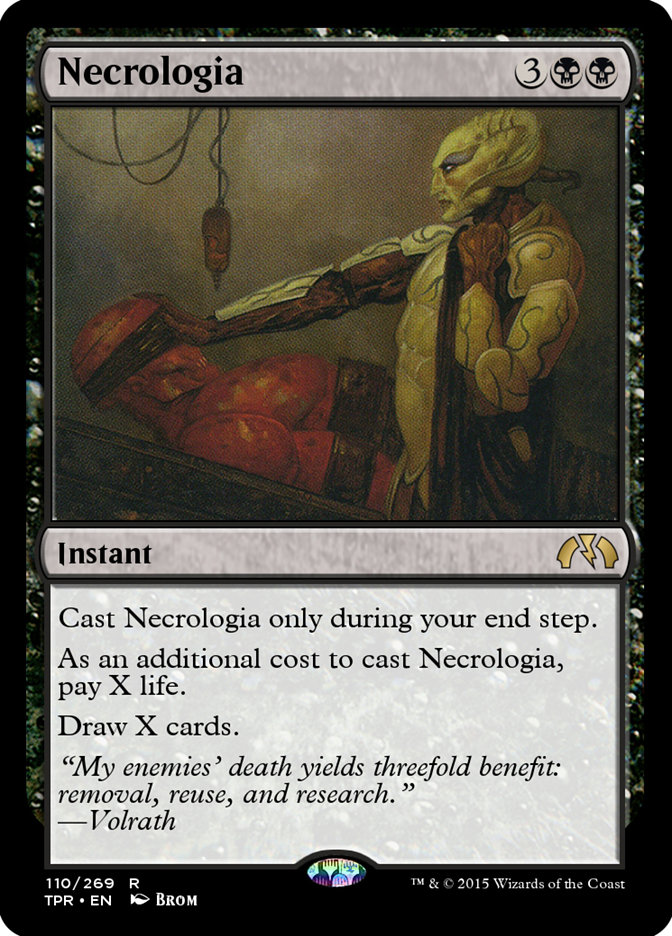 Necrologia 3
Instant
Cast Necrologia only during your end step.
As an additional cost to cast Necrologia,
pay X life.
Draw X cards.
“My enemies’ death yields threefold benefit:
removal, reuse, and research.”
—Volrath
110/269 R
TPR • EN Brom
™ & © 2015 Wizards of the Coast